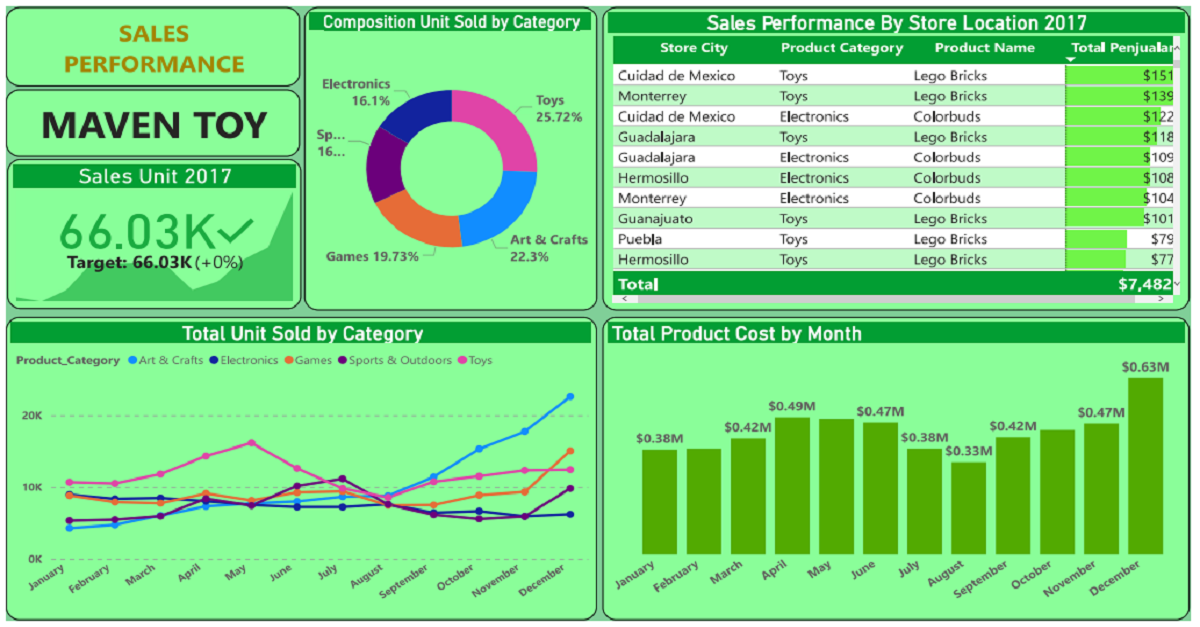 SALES
PERFORMANCE
MAVEN TOY
Sales Unit 2017
66.03K
Target: 66.03K (+0%)
Composition Unit Sold by Category
Electronics
16.1%
Toys
25.72%
Sp...
16...
Art & Crafts
22.3%
Games 19.73%
Sales Performance By Store Location 2017
Store City Product Category Product Name Total Penjualan
Cuidad de Mexico Toys Lego Bricks $151
Monterrey Toys Lego Bricks $139
Cuidad de Mexico Electronics Colorbuds $122
Guadalajara Toys Lego Bricks $118
Guadalajara Electronics Colorbuds $109
Hermosillo Electronics Colorbuds $108
Monterrey Electronics Colorbuds $104
Guanajuato Toys Lego Bricks $101
Puebla Toys Lego Bricks $79
Hermosillo Toys Lego Bricks $77
Total $7,482
Total Unit Sold by Category
Product_Category Art & Crafts Electronics Games Sports & Outdoors Toys
20K
10K
0K
January February March April May June July August September October November December
Total Product Cost by Month
$0.38M $0.42M $0.49M $0.47M $0.38M $0.33M $0.42M $0.47M $0.63M
January February March April May June July August September October November December